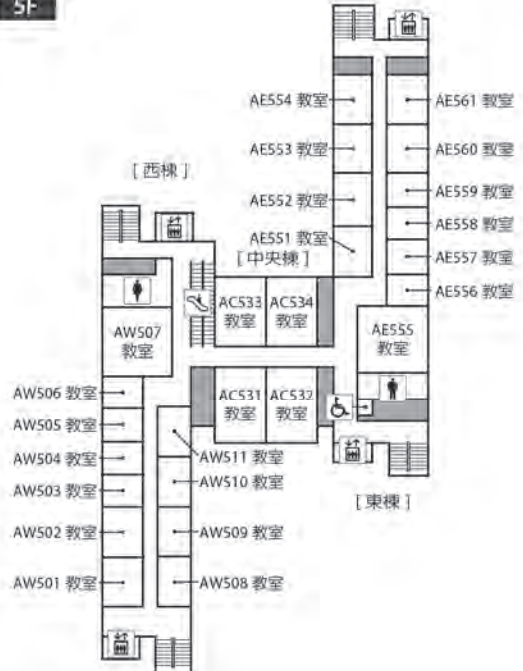 5F
AE554 教室
AE561 教室
AE553 教室
AE560 教室
[西棟]
AE552 教室
AE559 教室
AE558 教室
AE551 教室
[中央棟]
AE557 教室
AE556 教室
AC533
教室
AC534
教室
AW507
教室
AE555
教室
AW506 教室
AC531
教室
AC532
教室
AW505 教室
AW504 教室
AW511 教室
AW503 教室
AW510 教室
[東棟]
AW502 教室
AW509 教室
AW501 教室
AW508 教室